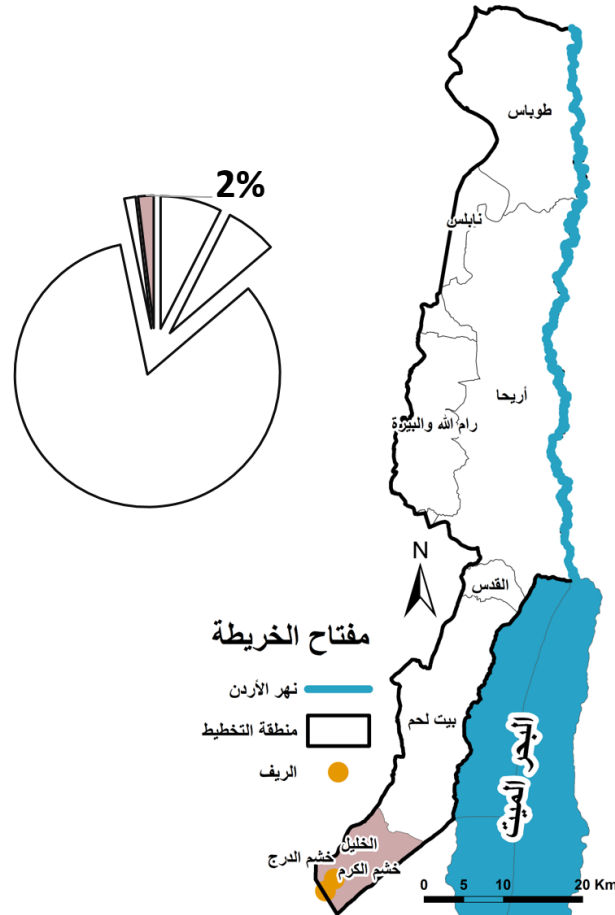 2%
طوباس
نابلس
أريحا
رام الله والبيرة
N
القدس
مفتاح الخريطة
نهر الأردن
منطقة التخطيط
الريف
بيت لحم
البحر الميت
الخليل
خشم الدرج
خشم الكرم
0 5 10 20 Km